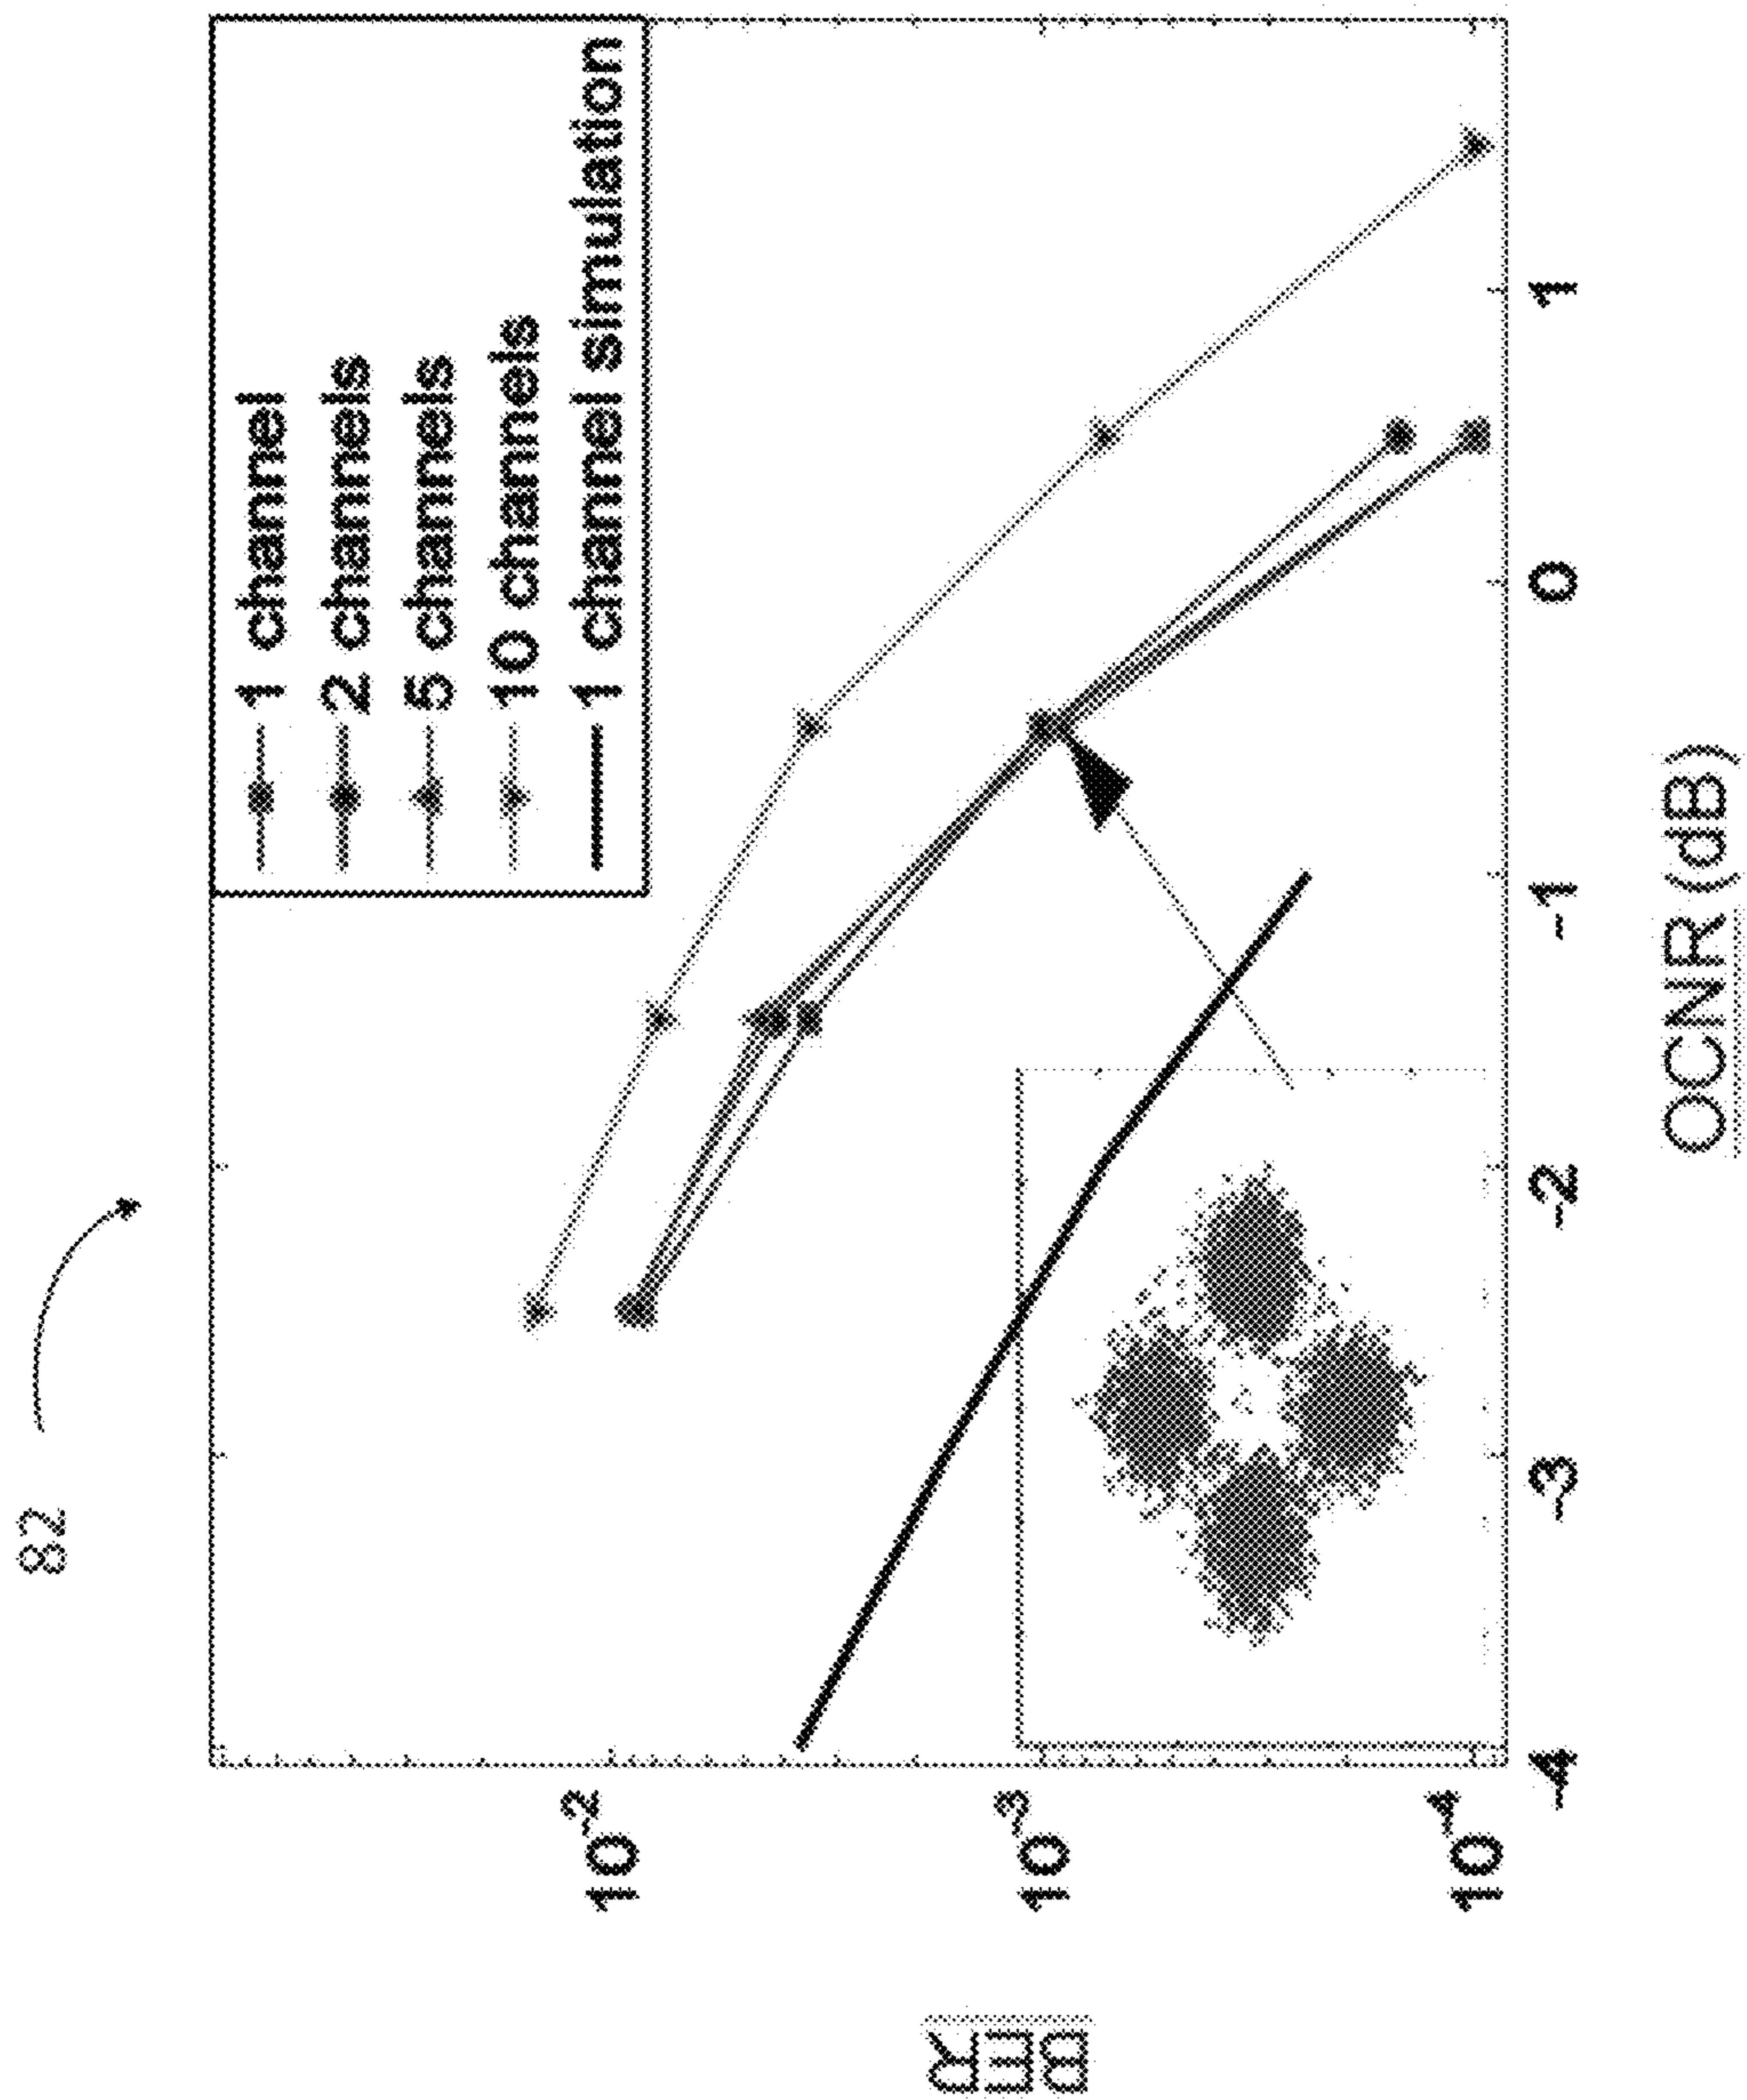 82
1 channel
2 channels
5 channels
10 channels
1 channel simulation
BER
10-2
10-3
10-4
-4
-3
-2
-1
0
1
OCNR (dB)